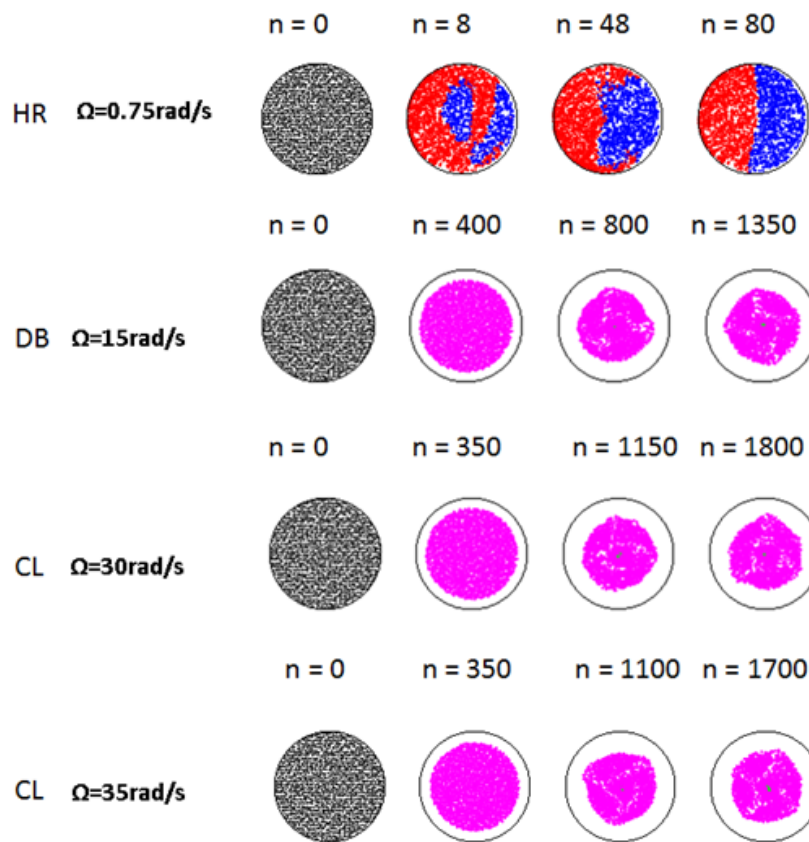 n = 0 n = 8 n = 48 n = 80
HR Ω=0.75rad/s
n = 0 n = 400 n = 800 n = 1350
DB Ω=15rad/s
n = 0 n = 350 n = 1150 n = 1800
CL Ω=30rad/s
n = 0 n = 350 n = 1100 n = 1700
CL Ω=35rad/s